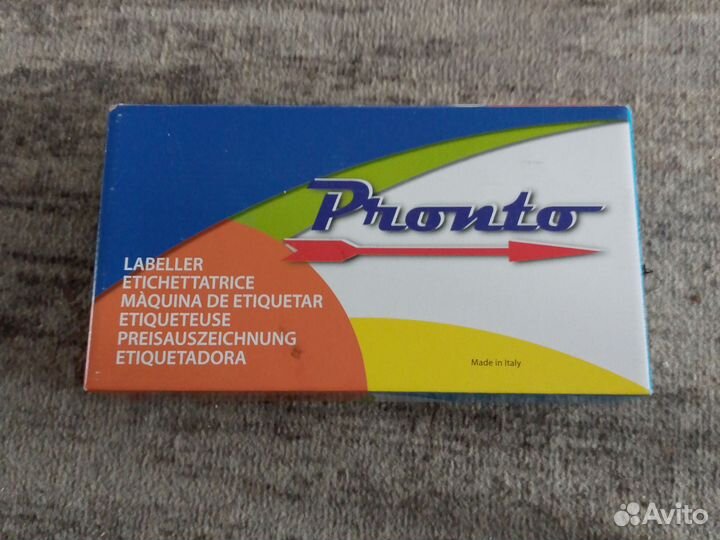 Pronto
LABELLER
ETICHETTATRICE
MÀQUINA DE ETIQUETAR
ETIQUETEUSE
PREISAUSZEICHNUNG
ETIQUETADORA
Made in Italy
Avito